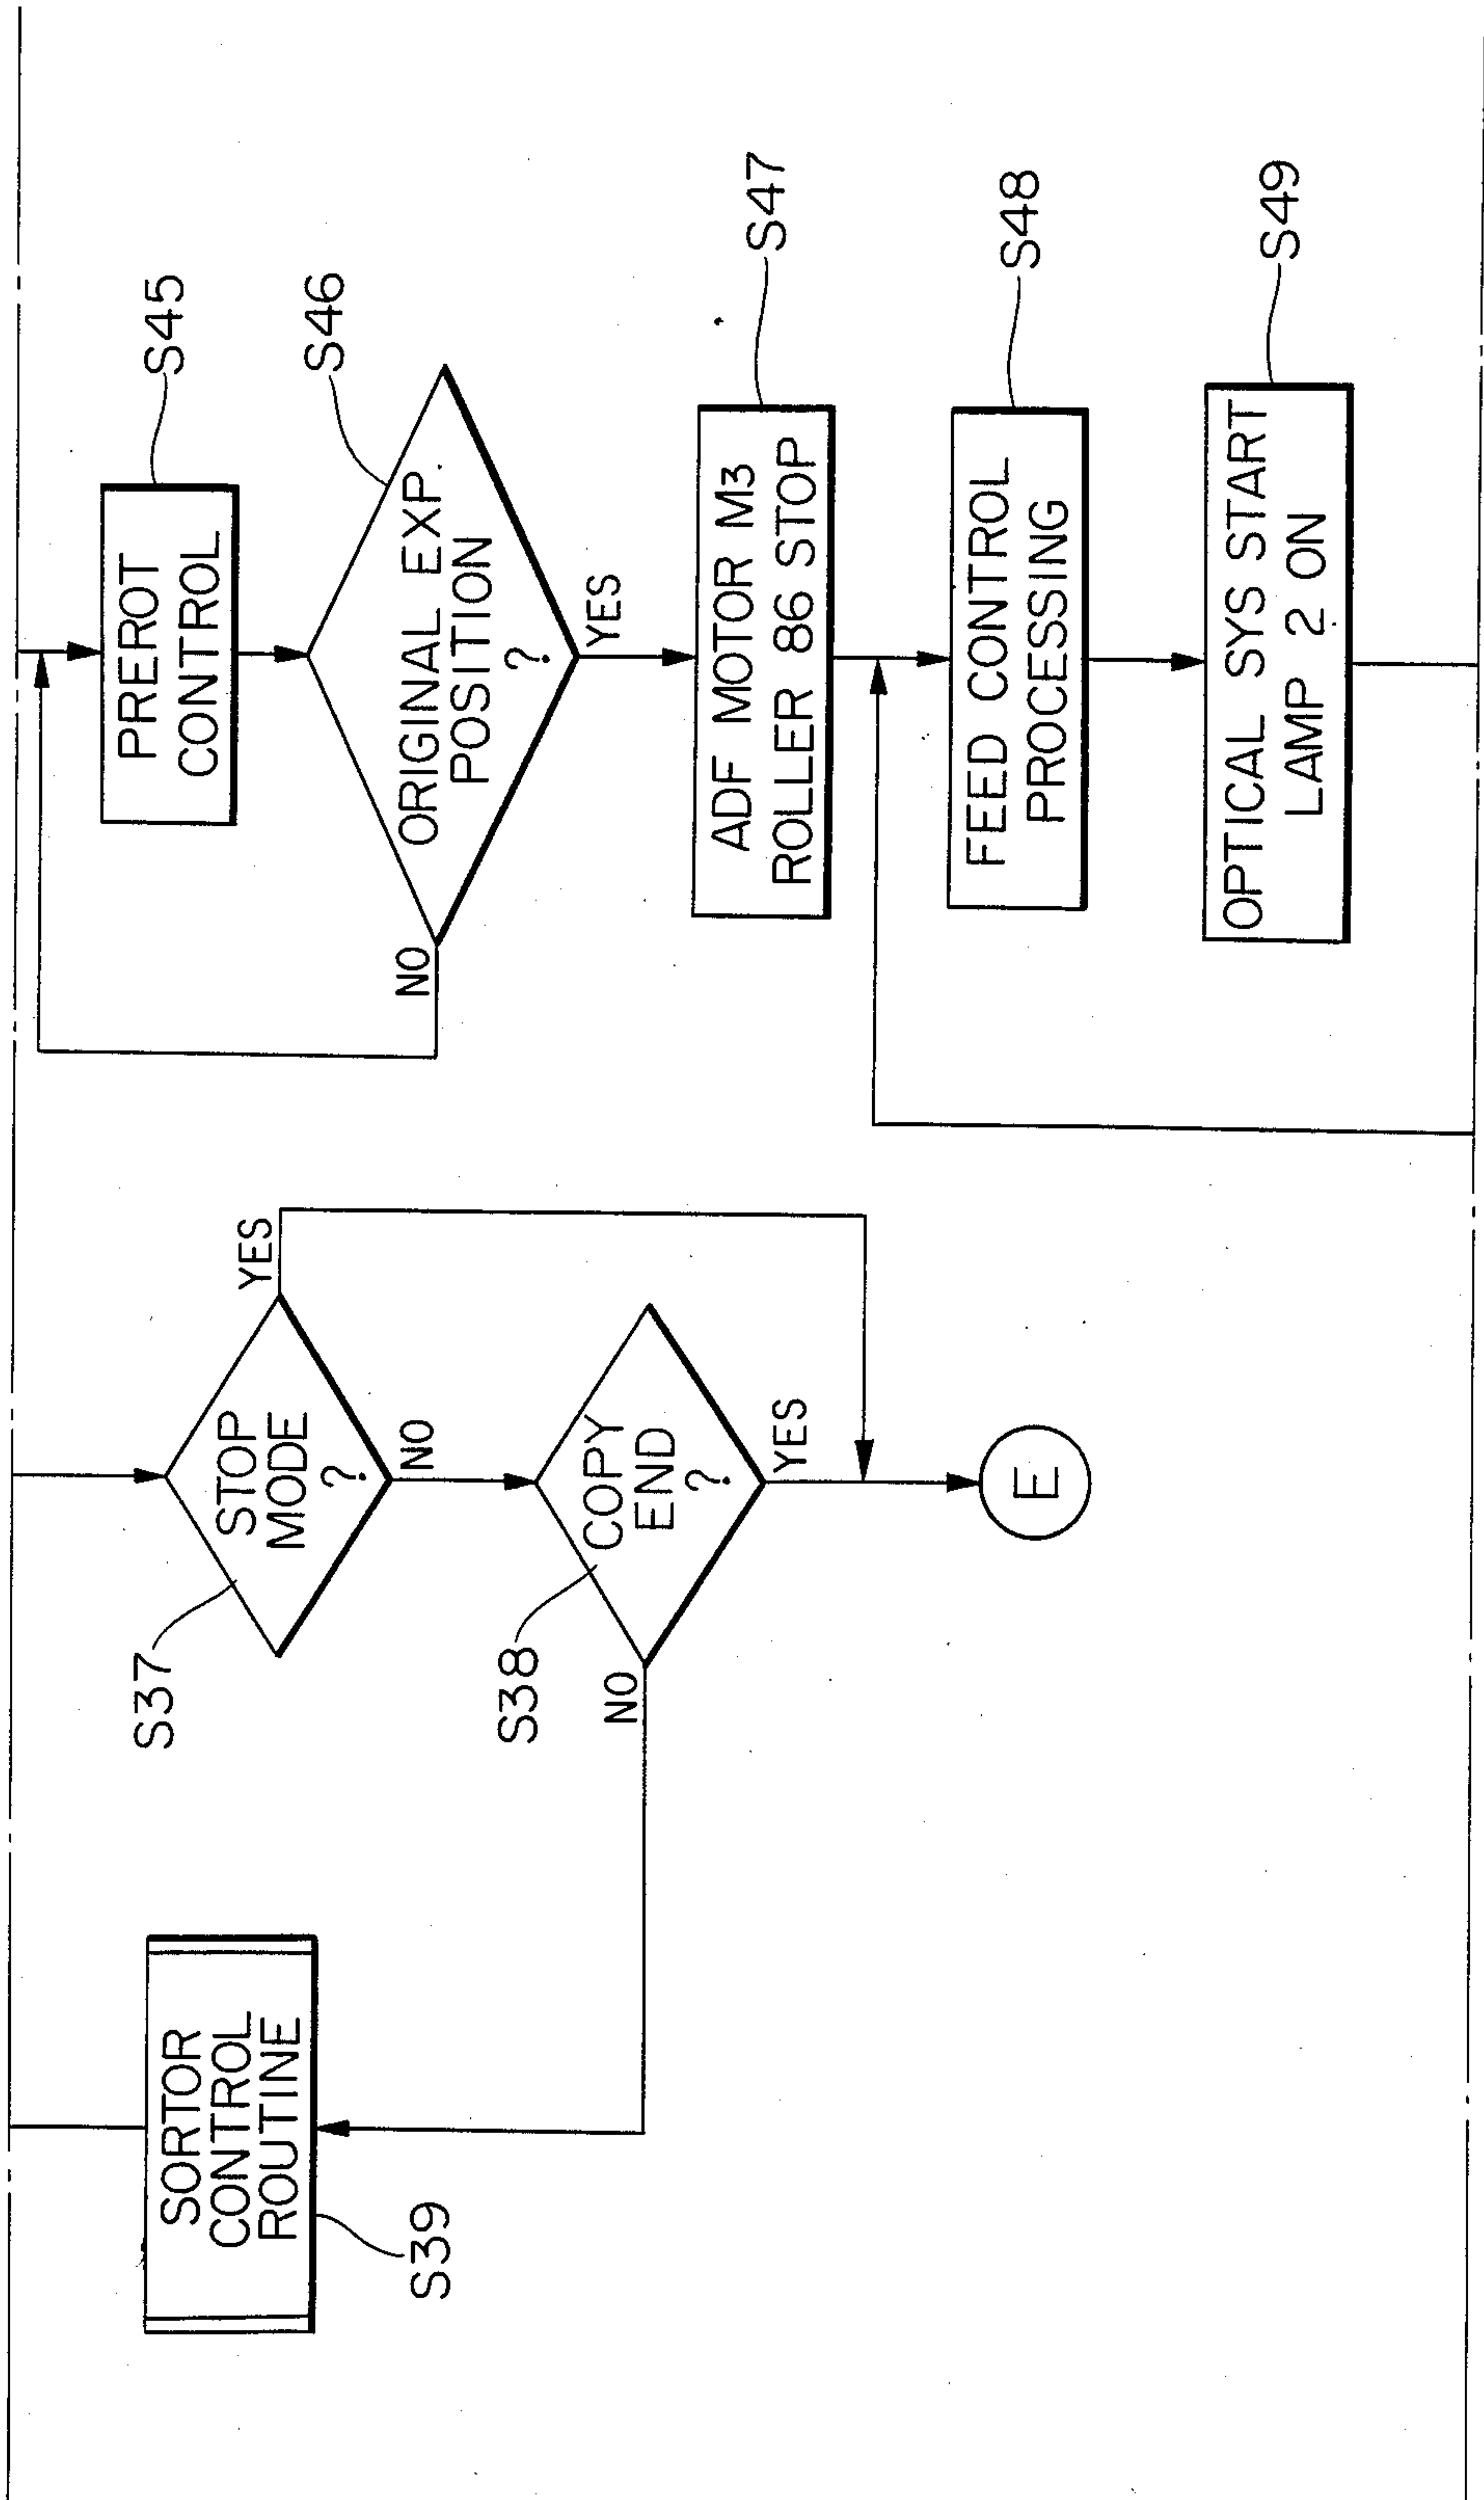 SORTOR
CONTROL
ROUTINE
S39
S37
STOP
MODE
?
YES
NO
S38
COPY
END
?
NO
YES
E
S45
PREROT
CONTROL
S46
ORIGINAL EXP.
POSITION
?
NO
YES
S47
ADF MOTOR M3
ROLLER 86 STOP
S48
FEED CONTROL
PROCESSING
S49
OPTICAL SYS START
LAMP 2 ON